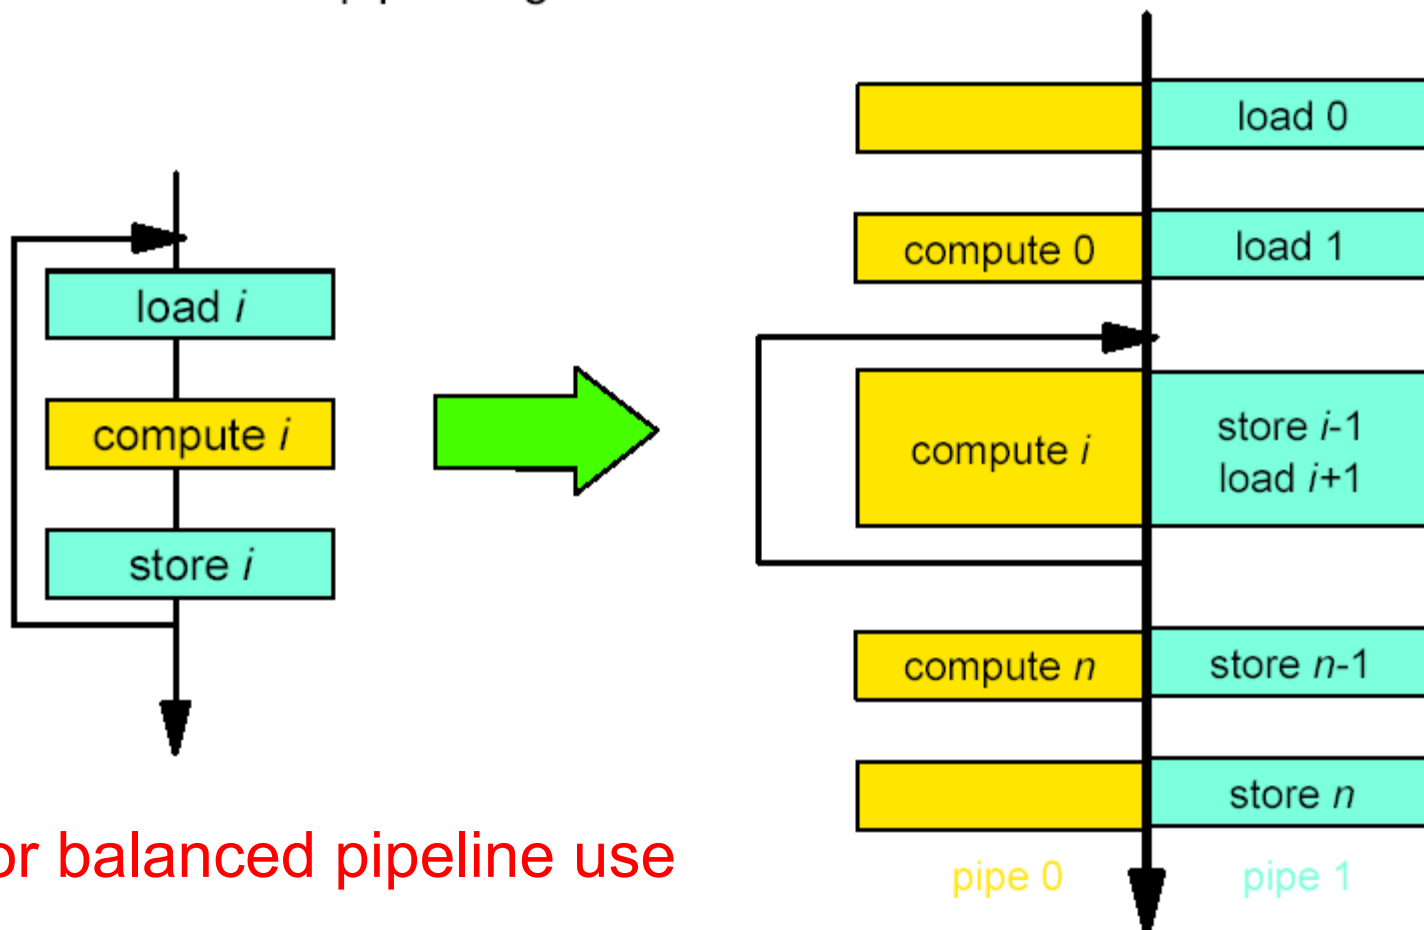 load i
compute i
store i
load 0
compute 0
load 1
compute i
store i-1
load i+1
compute n
store n-1
store n
pipe 0
pipe 1
balanced pipeline use